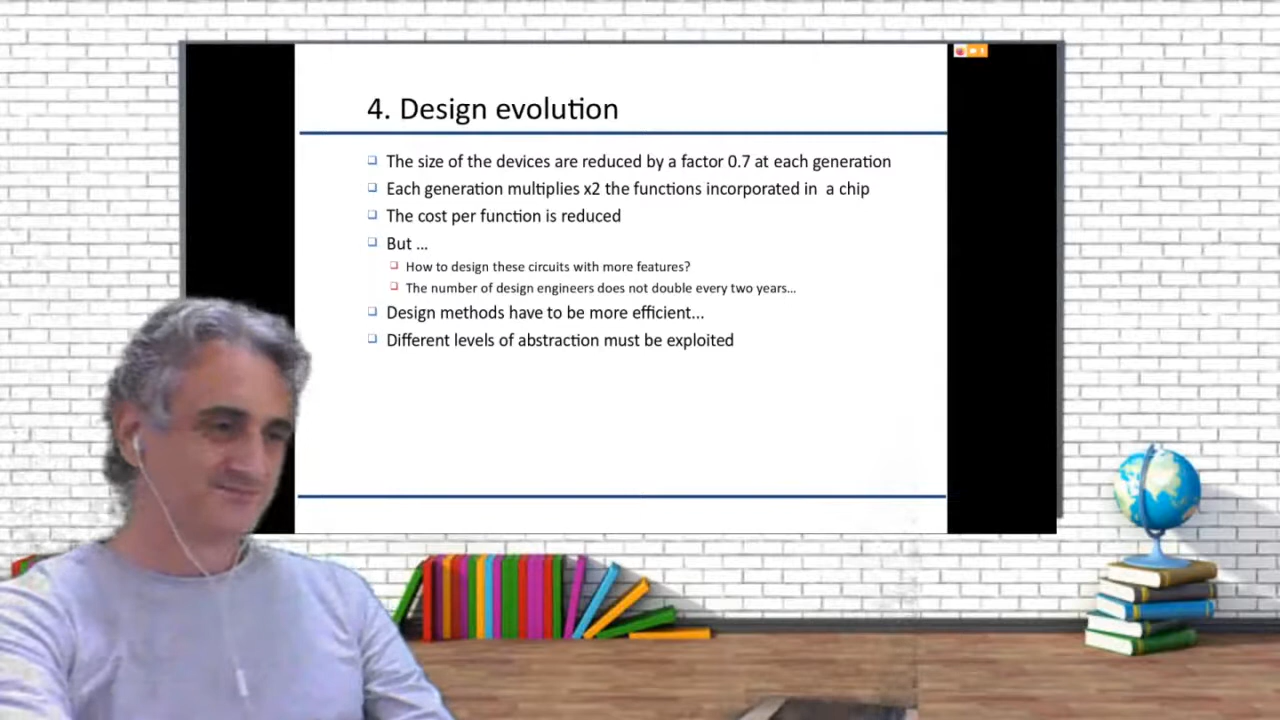 4. Design evolution
The size of the devices are reduced by a factor 0.7 at each generation
Each generation multiplies x2 the functions incorporated in a chip
The cost per function is reduced
But ...
How to design these circuits with more features?
The number of design engineers does not double every two years...
Design methods have to be more efficient...
Different levels of abstraction must be exploited